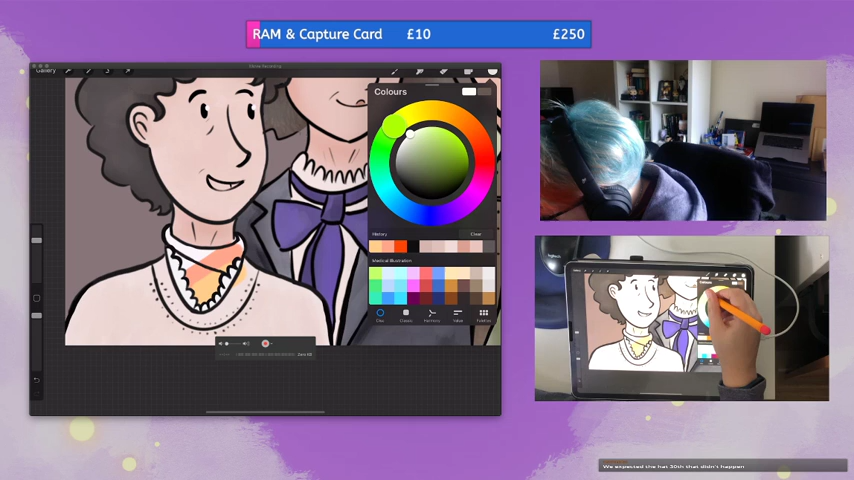 RAM & Capture Card £10 £250
Gallery
Colours
History Clear
Medical Illustration
Disc Classic Harmony Value Palettes
logitech
We expected the hat 30th that didn't happen